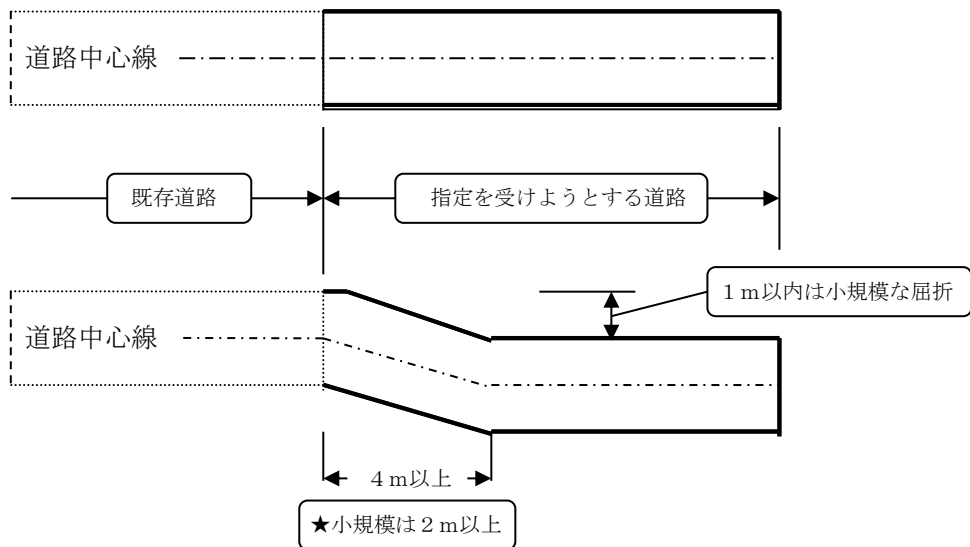 道路中心線
既存道路
指定を受けようとする道路
1m以内は小規模な屈折
道路中心線
4m以上
★小規模は2m以上